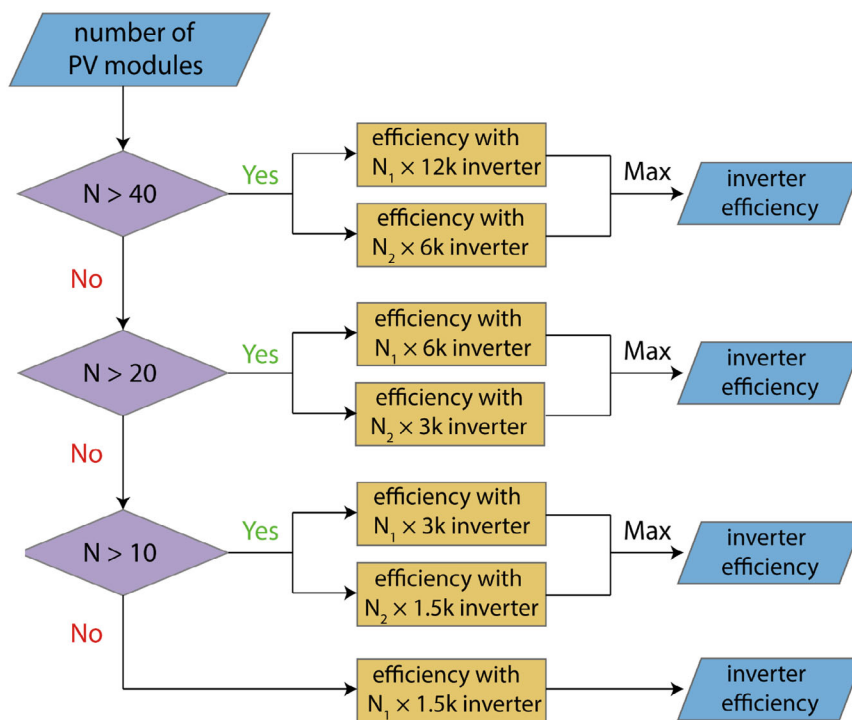 number of
PV modules
N > 40
Yes
efficiency with
N₁ × 12k inverter
efficiency with
N₂ × 6k inverter
Max
inverter
efficiency
No
N > 20
Yes
efficiency with
N₁ × 6k inverter
efficiency with
N₂ × 3k inverter
Max
inverter
efficiency
No
N > 10
Yes
efficiency with
N₁ × 3k inverter
efficiency with
N₂ × 1.5k inverter
Max
inverter
efficiency
No
efficiency with
N₁ × 1.5k inverter
inverter
efficiency